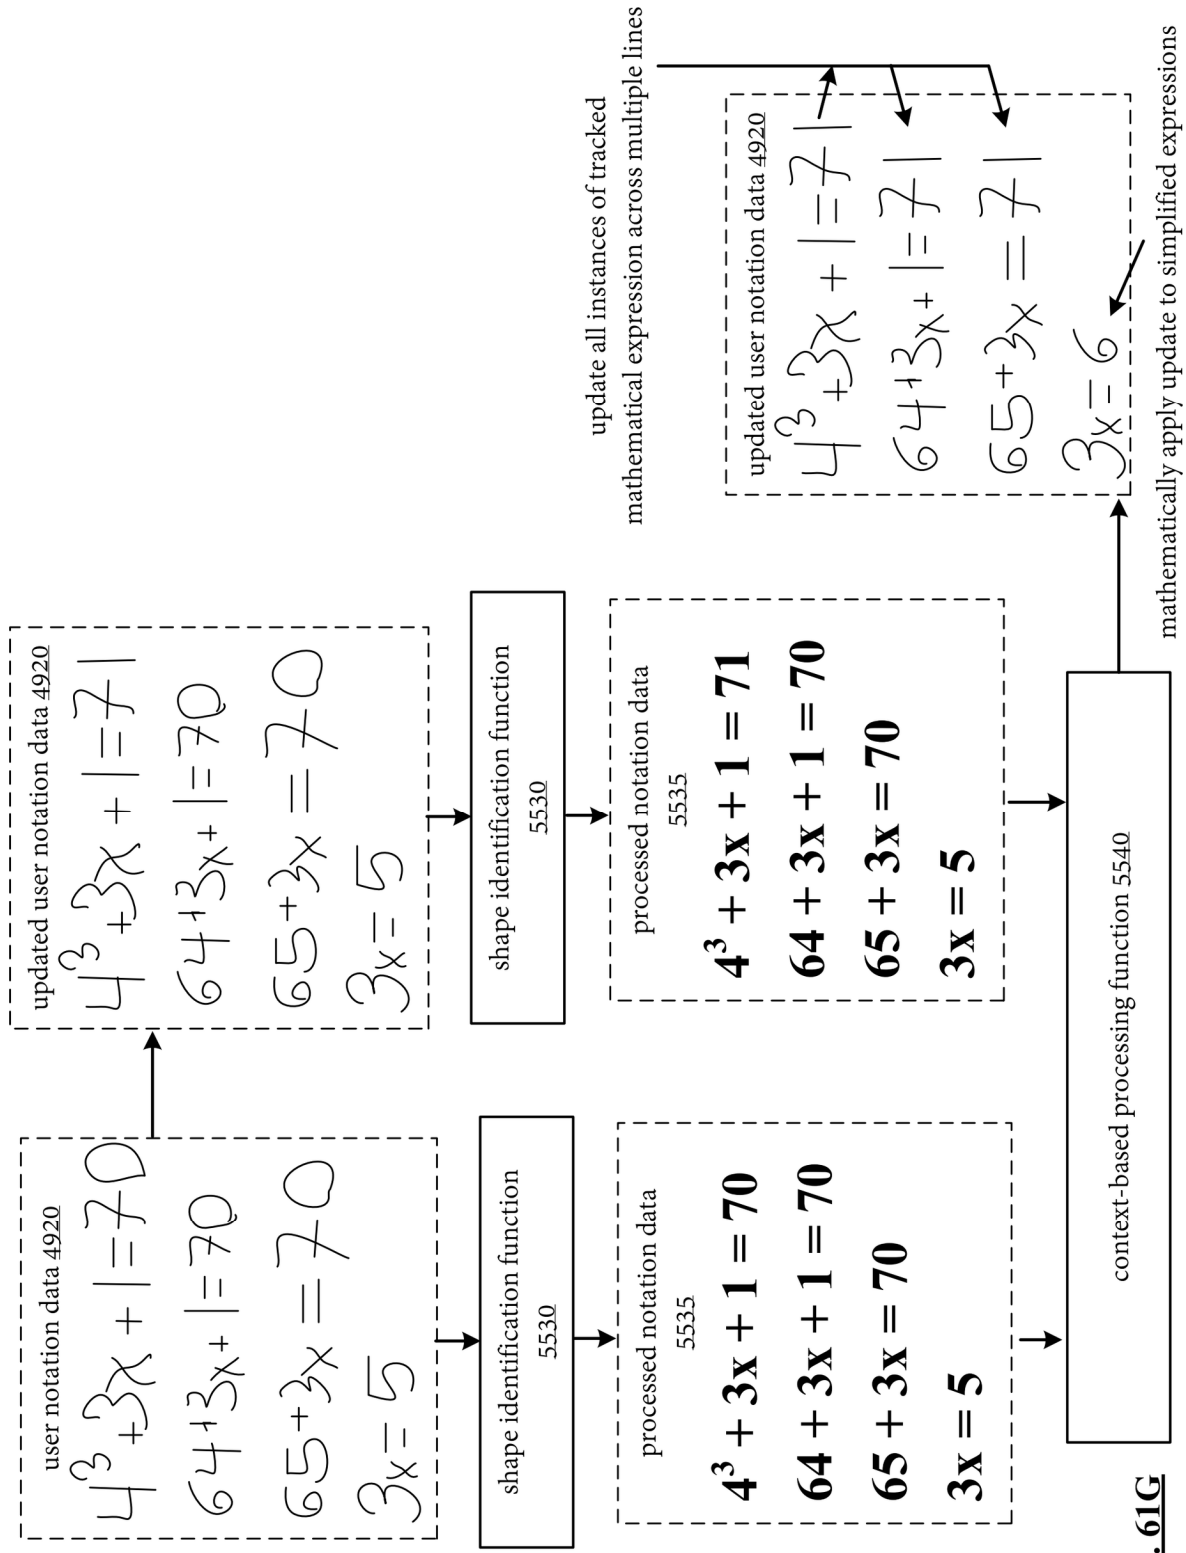 user notation data 4920
4³ + 3x + 1 = 70
64 + 3x + 1 = 70
65 + 3x = 70
3x = 5
shape identification function
5530
processed notation data
5535
4³ + 3x + 1 = 70
64 + 3x + 1 = 70
65 + 3x = 70
3x = 5
updated user notation data 4920
4³ + 3x + 1 = 71
64 + 3x + 1 = 70
65 + 3x = 70
3x = 5
shape identification function
5530
processed notation data
5535
4³ + 3x + 1 = 71
64 + 3x + 1 = 70
65 + 3x = 70
3x = 5
context-based processing function 5540
update all instances of tracked
mathematical expression across multiple lines
updated user notation data 4920
4³ + 3x + 1 = 71
64 + 3x + 1 = 71
65 + 3x = 71
3x = 6
mathematically apply update to simplified expressions
. 61G